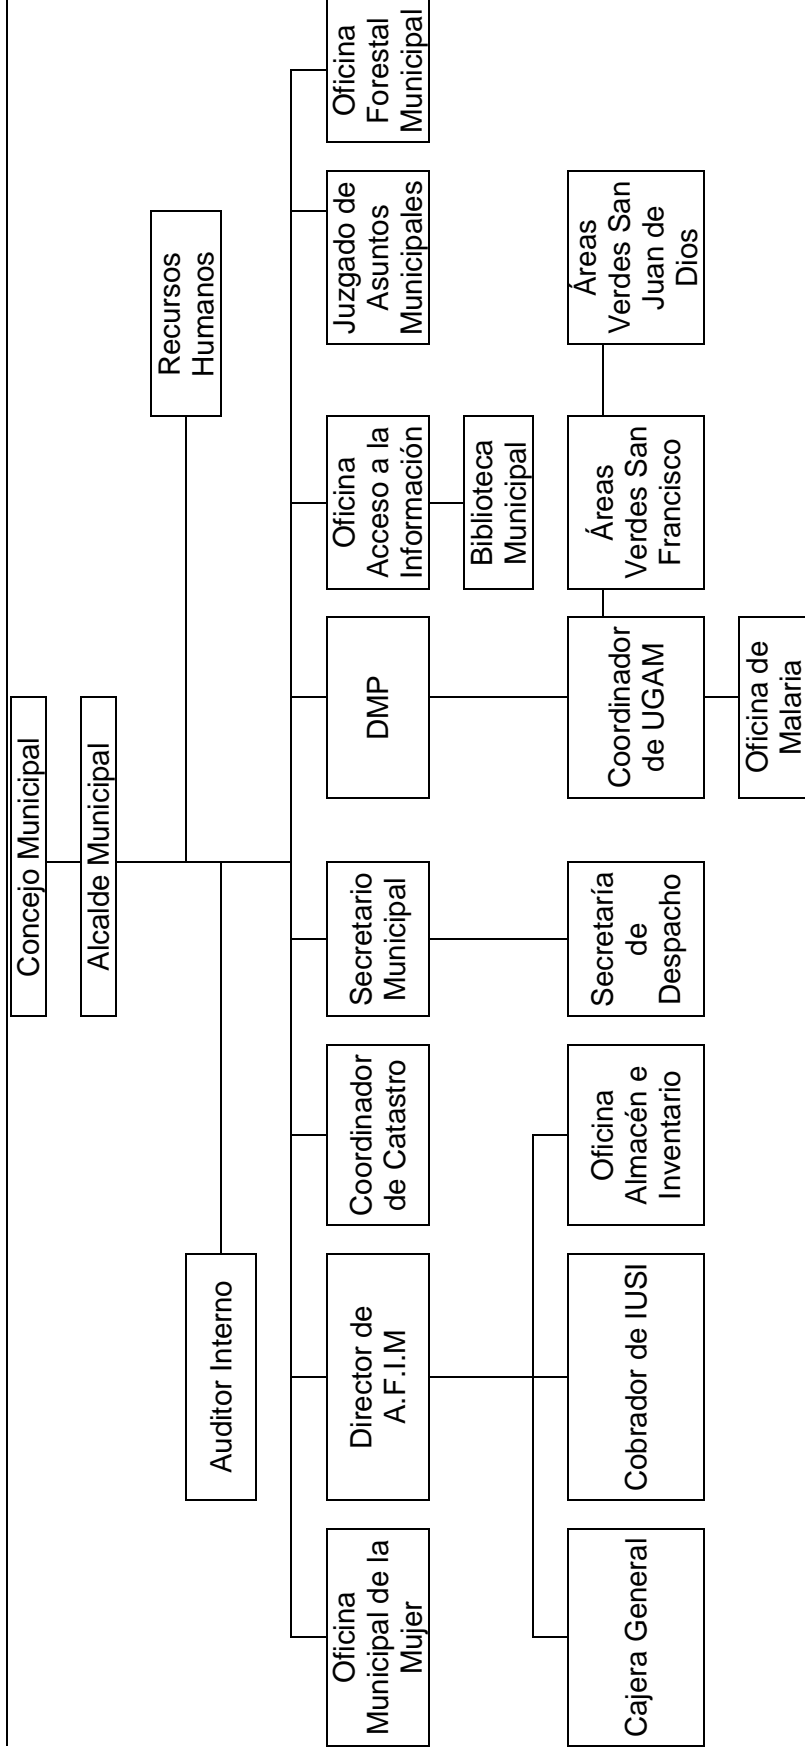 Concejo Municipal
Alcalde Municipal
Recursos
Humanos
Auditor Interno
Oficina
Municipal de la
Mujer
Director de
A.F.I.M
Coordinador
de Catastro
Secretario
Municipal
DMP
Oficina
Acceso a la
Información
Juzgado de
Asuntos
Municipales
Oficina
Forestal
Municipal
Biblioteca
Municipal
Cajera General
Cobrador de IUSI
Oficina
Almacén e
Inventario
Secretaría
de
Despacho
Coordinador
de UGAM
Áreas
Verdes San
Francisco
Áreas
Verdes San
Juan de
Dios
Oficina de
Malaria